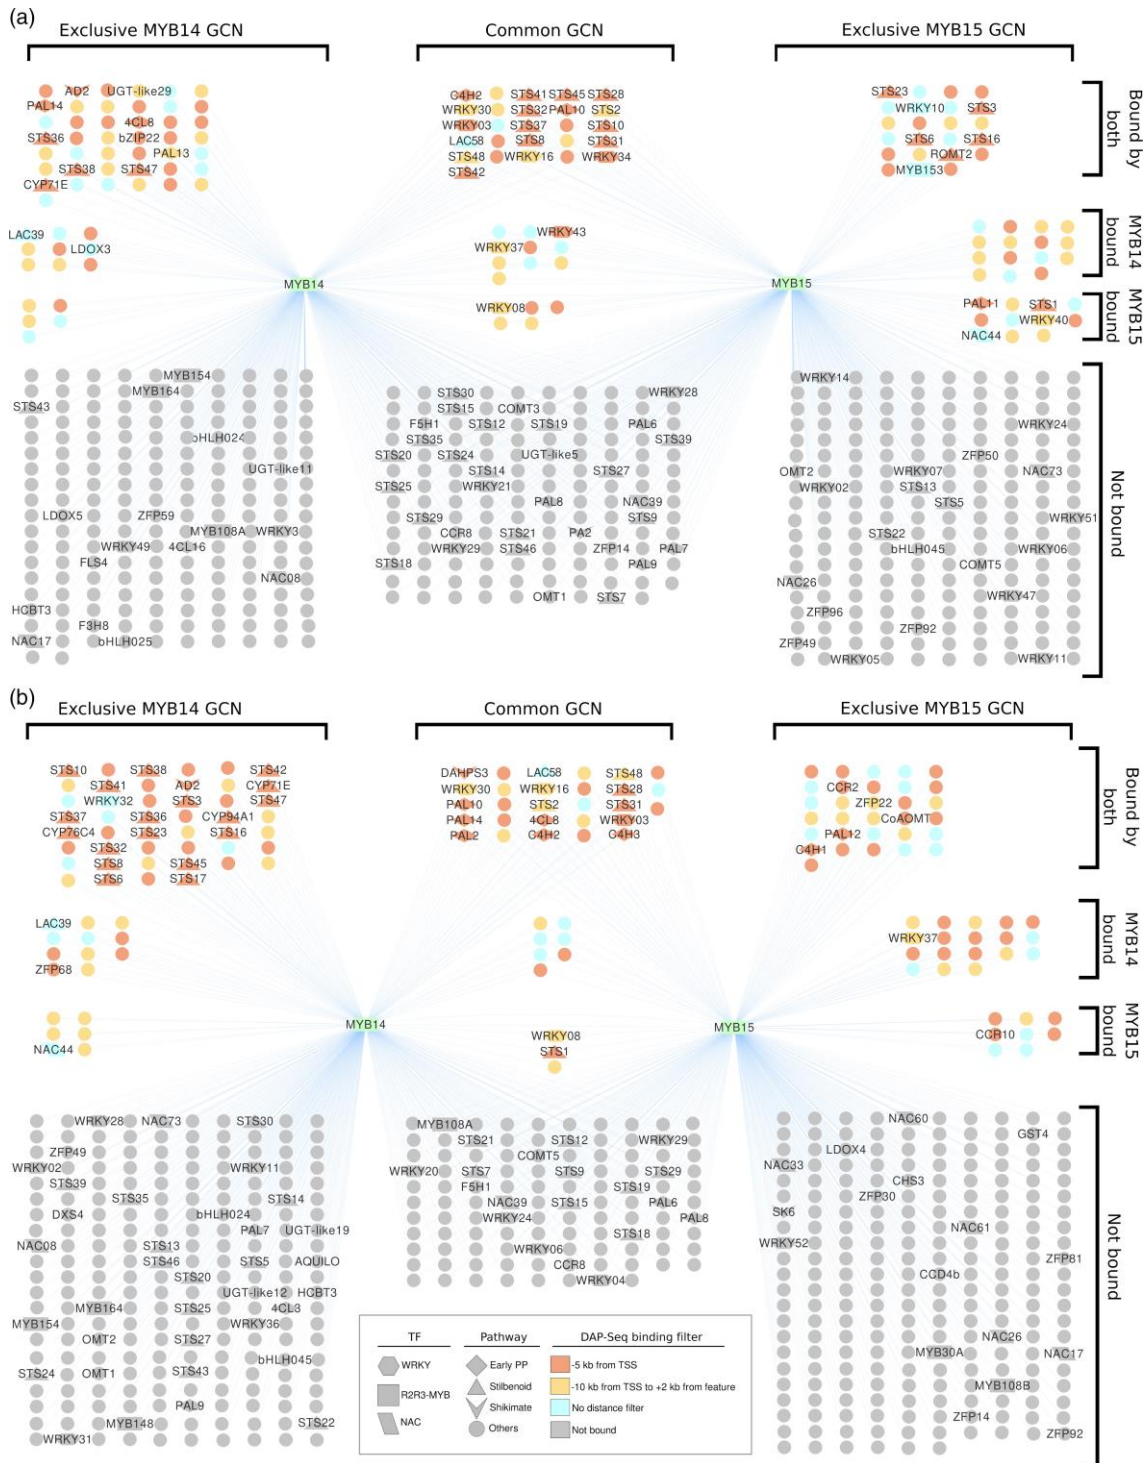 (a)
Exclusive MYB14 GCN
Common GCN
Exclusive MYB15 GCN
AD2 UGT-like29
PAL14
4CL8
STS36 bZIP22
PAL13
STS38 STS47
CYP71E
C4H2 STS41 STS45 STS28
WRKY30 STS32 PAL10 STS2
WRKY03 STS37 STS10
LAC58 STS8 STS31
STS48 WRKY16 WRKY34
STS42
STS23
WRKY10 STS3
STS6 STS16
ROMT2
MYB153
Bound by both
LAC39
LDOX3
WRKY43
WRKY37
MYB14 bound
MYB14
MYB15
WRKY08
PAL11 STS1
WRKY40
NAC44
MYB15 bound
MYB154
MYB164
STS43
bHLH024
UGT-like11
LDOX5 ZFP59
MYB108A WRKY3
WRKY49 4CL16
FLS4
NAC08
HCBT3
F3H8
NAC17 bHLH025
STS30 WRKY28
STS15 COMT3
F5H1 STS12 STS19 PAL6
STS35 STS39
STS20 STS24 UGT-like5
STS14 STS27
STS25 WRKY21
PAL8 NAC39
STS29 STS9
CCR8 STS21 PA2
WRKY29 STS46 ZFP14 PAL7
STS18 PAL9
OMT1 STS7
WRKY14
WRKY24
ZFP50
OMT2 WRKY07 NAC73
WRKY02 STS13
STS5
WRKY51
STS22
bHLH045 WRKY06
COMT5
NAC26
WRKY47
ZFP96
ZFP92
ZFP49
WRKY05 WRKY11
Not bound
(b)
Exclusive MYB14 GCN
Common GCN
Exclusive MYB15 GCN
STS10 STS38 STS42
STS41 AD2 CYP71E
WRKY32 STS3 STS47
STS37 STS36 CYP94A1
CYP76C4 STS23 STS16
STS32
STS8 STS45
STS6 STS17
DAHPS3 LAC58 STS48
WRKY30 WRKY16 STS28
PAL10 STS2 STS31
PAL14 4CL8 WRKY03
PAL2 C4H2 C4H3
CCR2
ZFP22
CoAOMT
PAL12
C4H1
Bound by both
LAC39
ZFP68
WRKY37
MYB14 bound
MYB14
MYB15
NAC44
WRKY08
STS1
CCR10
MYB15 bound
WRKY28 NAC73 STS30
ZFP49
WRKY02 WRKY11
STS39
STS35 STS14
DXS4 bHLH024
PAL7 UGT-like19
NAC08 STS13
STS46 STS5 AQUILO
STS20
UGT-like12 HCBT3
MYB164 STS25 4CL3
MYB154 WRKY36
OMT2 STS27
bHLH045
STS24 OMT1 STS43
PAL9
MYB148 STS22
WRKY31
MYB108A
STS21 STS12 WRKY29
COMT5
WRKY20 STS7 STS9 STS29
F5H1 STS19
NAC39 STS15 PAL6
WRKY24 PAL8
STS18
WRKY06
CCR8
WRKY04
NAC60
GST4
LDOX4
NAC33
CHS3
ZFP30
SK6
NAC61
WRKY52
ZFP81
CCD4b
NAC26
MYB30A NAC17
MYB108B
ZFP14
ZFP92
Not bound
TF
WRKY
R2R3-MYB
NAC
Pathway
Early PP
Stilbenoid
Shikimate
Others
DAP-Seq binding filter
-5 kb from TSS
-10 kb from TSS to +2 kb from feature
No distance filter
Not bound